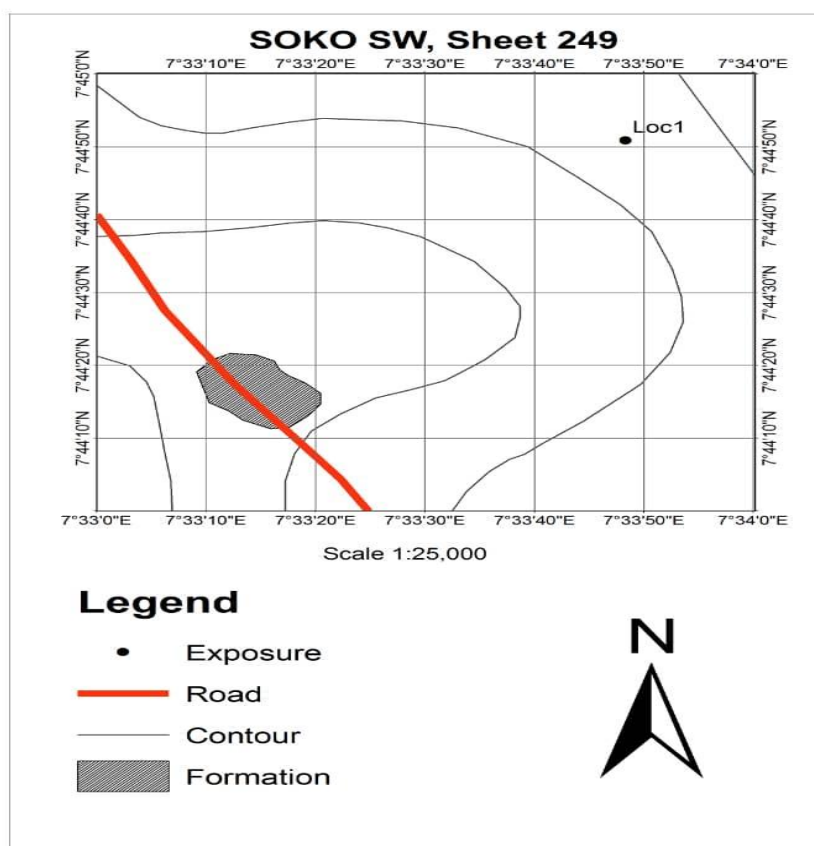 SOKO SW, Sheet 249
7°33'10"E 7°33'20"E 7°33'30"E 7°33'40"E 7°33'50"E 7°34'0"E
7°45'0"N
7°44'50"N
7°44'40"N
7°44'30"N
7°44'20"N
7°44'10"N
Loc1
7°45'0"N
7°44'50"N
7°44'40"N
7°44'30"N
7°44'20"N
7°44'10"N
7°33'0"E 7°33'10"E 7°33'20"E 7°33'30"E 7°33'40"E 7°33'50"E 7°34'0"E
Scale 1:25,000
Legend
N
Exposure
Road
Contour
Formation